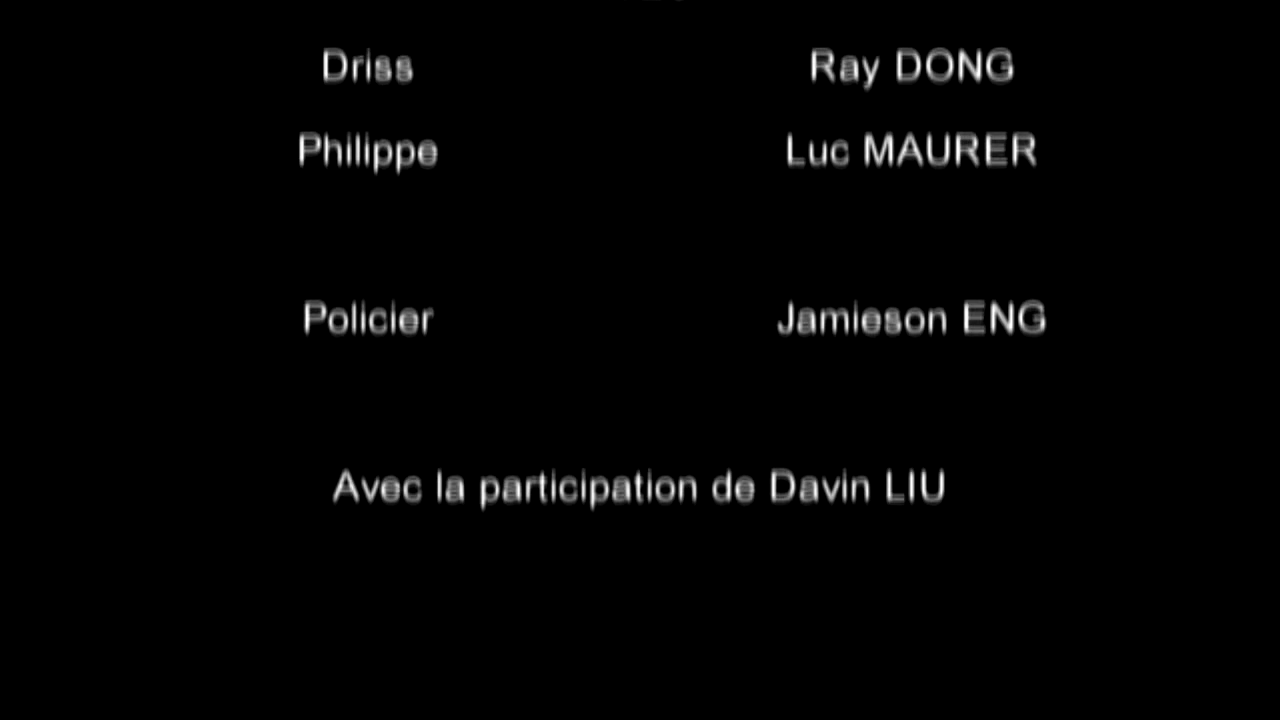 Driss Ray DONG
Philippe Luc MAURER
Policier Jamieson ENG
Avec la participation de Davin LIU